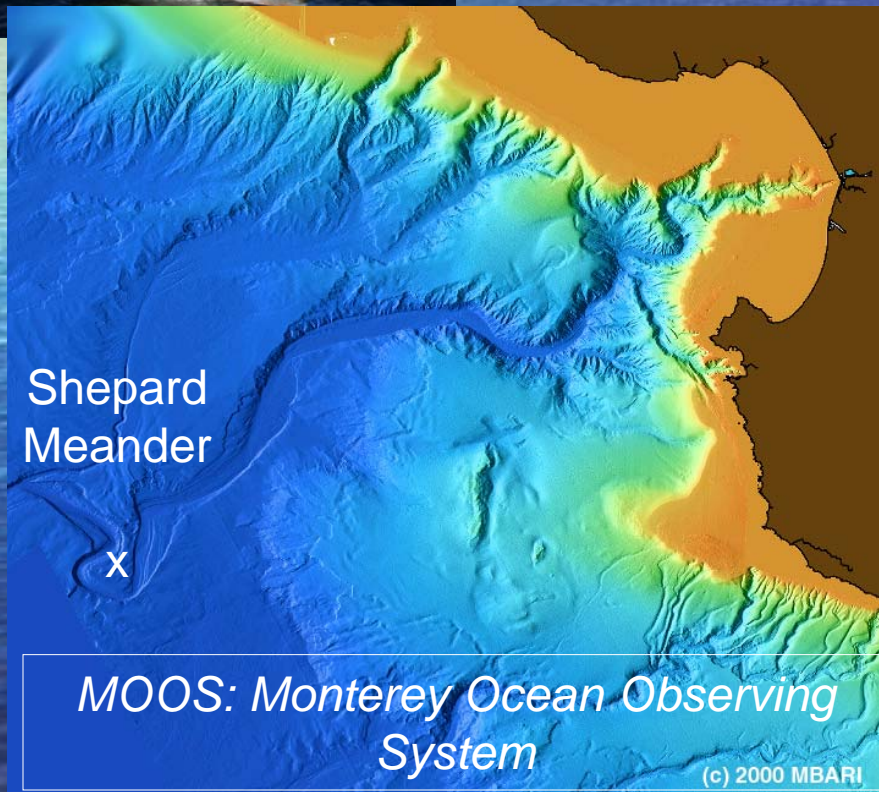 Shepard
Meander
x
MOOS: Monterey Ocean Observing
System
(c) 2000 MBARI